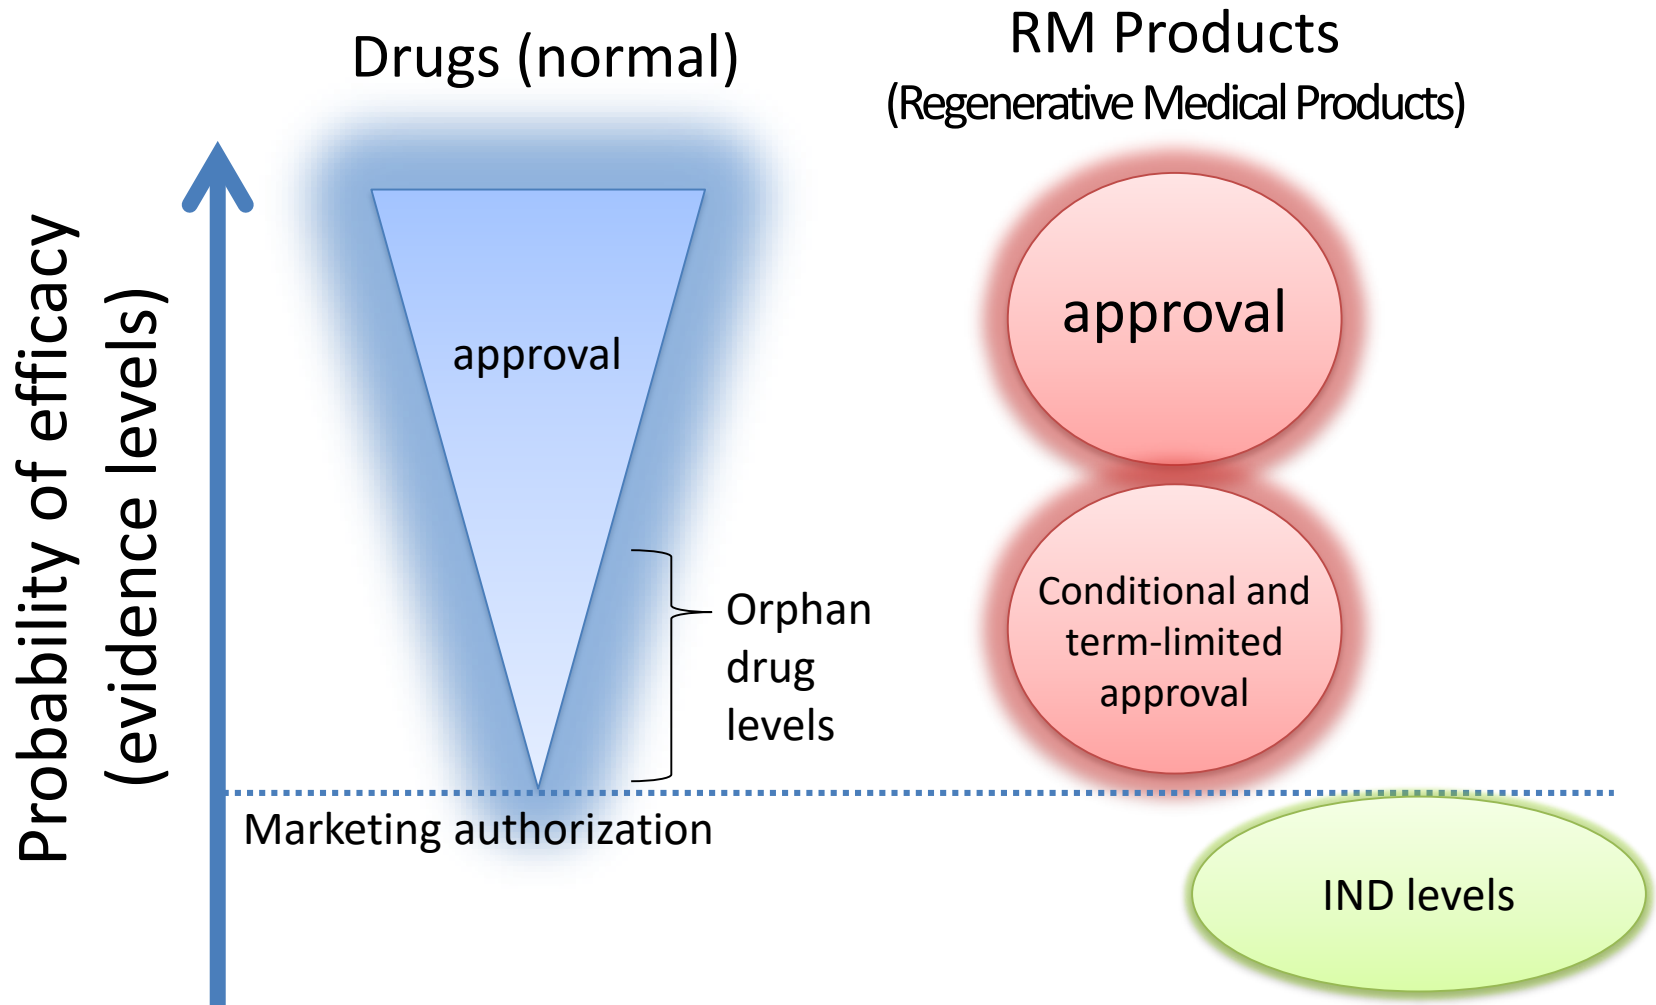 Drugs (normal)
RM Products
(Regenerative Medical Products)
Probability of efficacy
(evidence levels)
approval
approval
Orphan
drug
levels
Conditional and
term-limited
approval
Marketing authorization
IND levels